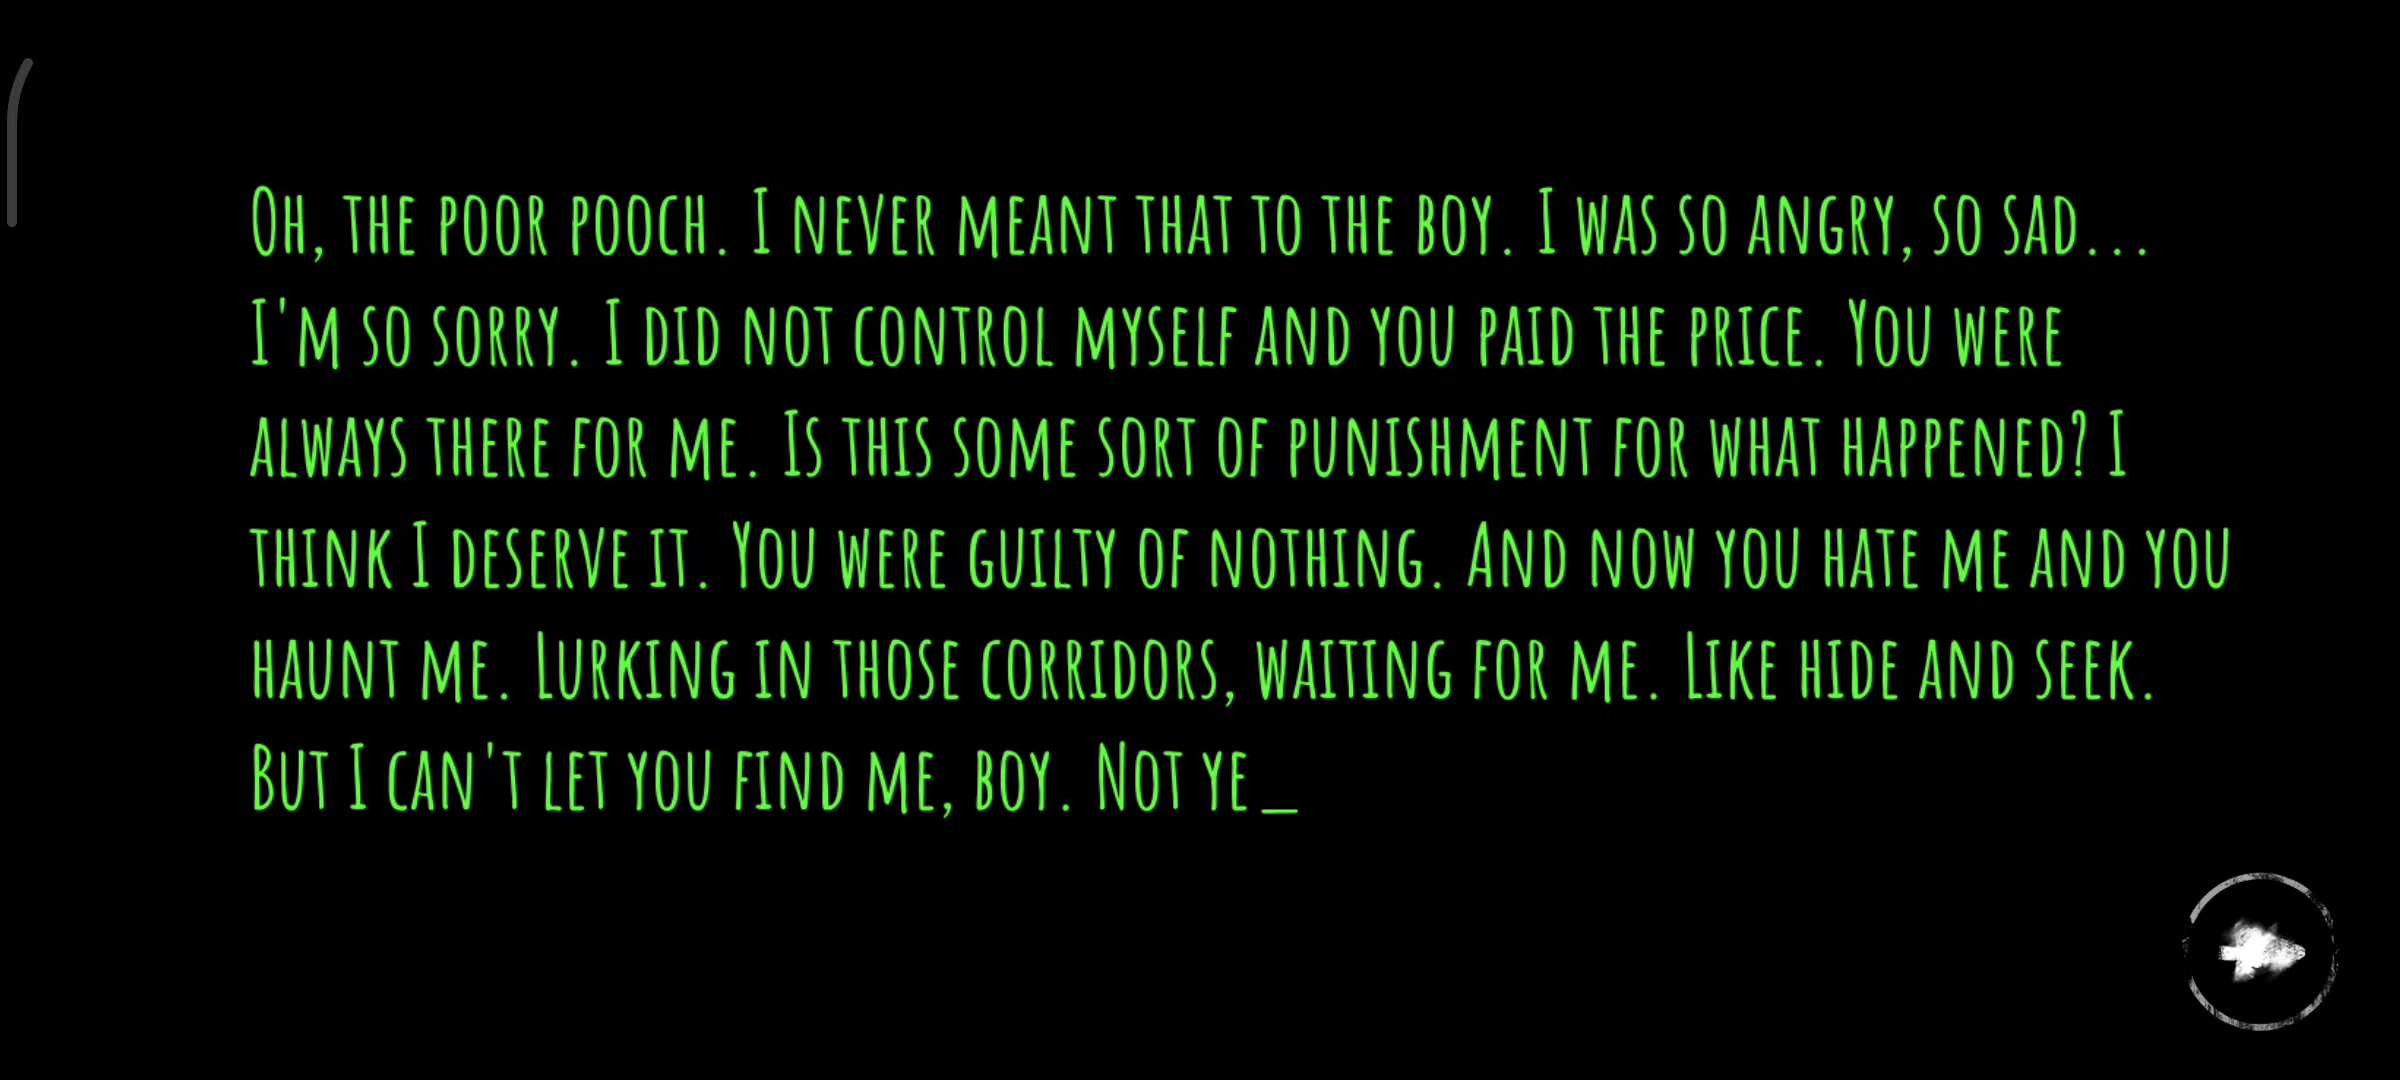 Oh, the poor pooch. I never meant that to the boy. I was so angry, so sad...
I'm so sorry. I did not control myself and you paid the price. You were
always there for me. Is this some sort of punishment for what happened? I
think I deserve it. You were guilty of nothing. And now you hate me and you
haunt me. Lurking in those corridors, waiting for me. Like hide and seek.
But I can't let you find me, boy. Not ye_